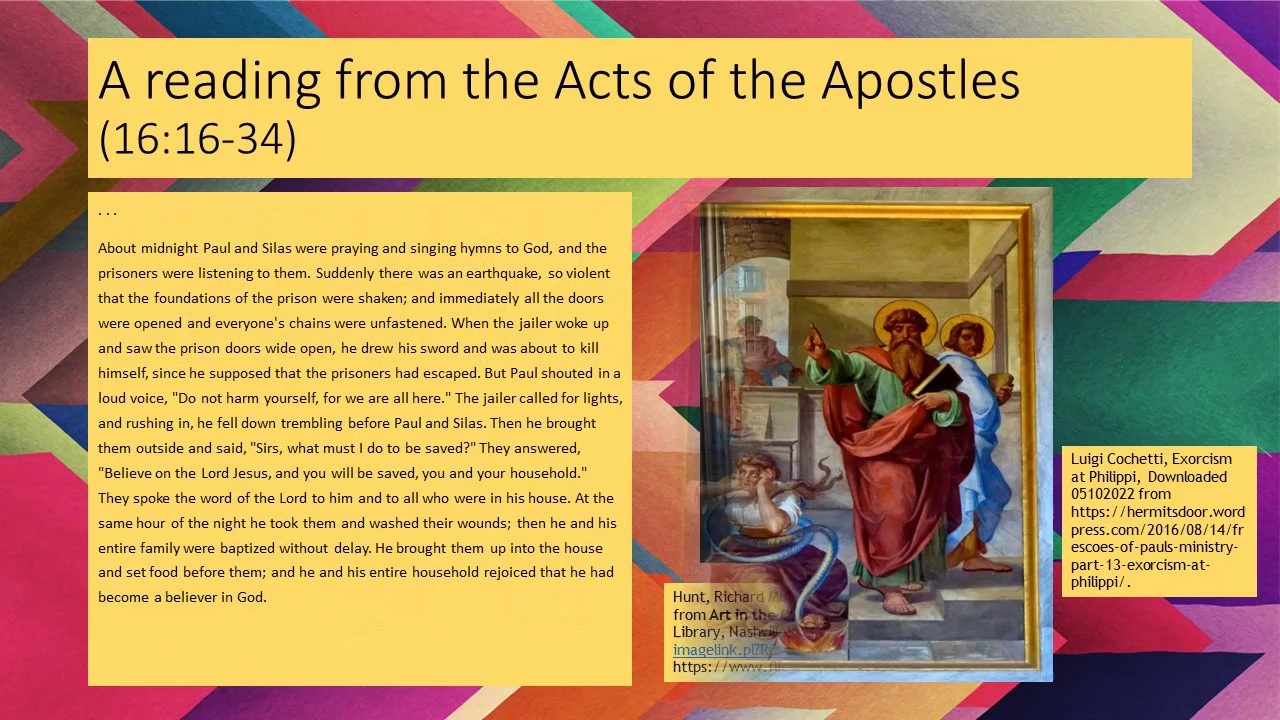 A reading from the Acts of the Apostles
(16:16-34)
. . .
About midnight Paul and Silas were praying and singing hymns to God, and the
prisoners were listening to them. Suddenly there was an earthquake, so violent
that the foundations of the prison were shaken; and immediately all the doors
were opened and everyone's chains were unfastened. When the jailer woke up
and saw the prison doors wide open, he drew his sword and was about to kill
himself, since he supposed that the prisoners had escaped. But Paul shouted in a
loud voice, "Do not harm yourself, for we are all here." The jailer called for lights,
and rushing in, he fell down trembling before Paul and Silas. Then he brought
them outside and said, "Sirs, what must I do to be saved?" They answered,
"Believe on the Lord Jesus, and you will be saved, you and your household."
They spoke the word of the Lord to him and to all who were in his house. At the
same hour of the night he took them and washed their wounds; then he and his
entire family were baptized without delay. He brought them up into the house
and set food before them; and he and his entire household rejoiced that he had
become a believer in God.
Hunt, Richard
from Art in the
Library,
imagelink.pl?R
https://www.
Luigi Cochetti, Exorcism
at Philippi, Downloaded
05102022 from
https://hermitsdoor.word
press.com/2016/08/14/fr
escoes-of-pauls-ministry-
part-13-exorcism-at-
philippi/.